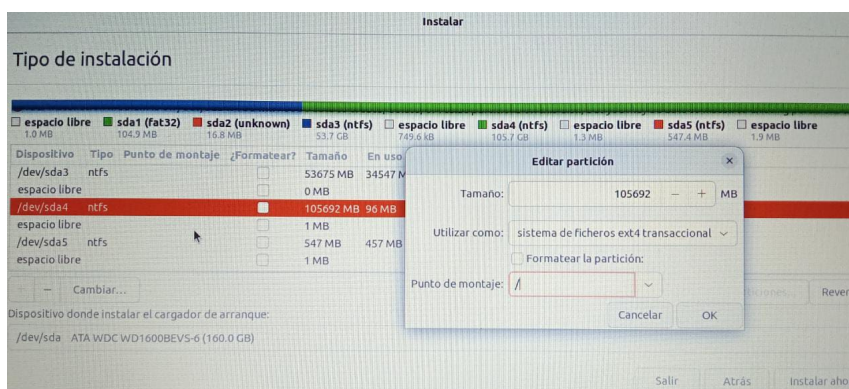 Instalar
Tipo de instalación
espacio libre sda1 (fat32) sda2 (unknown) sda3 (ntfs) espacio libre sda4 (ntfs) espacio libre sda5 (ntfs) espacio libre
1.0 MB 104.9 MB 16.8 MB 53.7 GB 749.6 kB 105.7 GB 1.3 MB 547.4 MB 1.9 MB
Dispositivo Tipo Punto de montaje ¿Formatear? Tamaño En uso
/dev/sda3 ntfs 53675 MB 34547 M
espacio libre 0 MB
/dev/sda4 ntfs 105692 MB 96 MB
espacio libre 1 MB
/dev/sda5 ntfs 547 MB 457 MB
espacio libre 1 MB
Editar partición
Tamaño: 105692 − + MB
Utilizar como: sistema de ficheros ext4 transaccional
Formatear la partición:
Punto de montaje: /
Cancelar OK
+ − Cambiar... Rever
Dispositivo donde instalar el cargador de arranque:
/dev/sda ATA WDC WD1600BEVS-6 (160.0 GB)
Salir Atrás Instalar aho